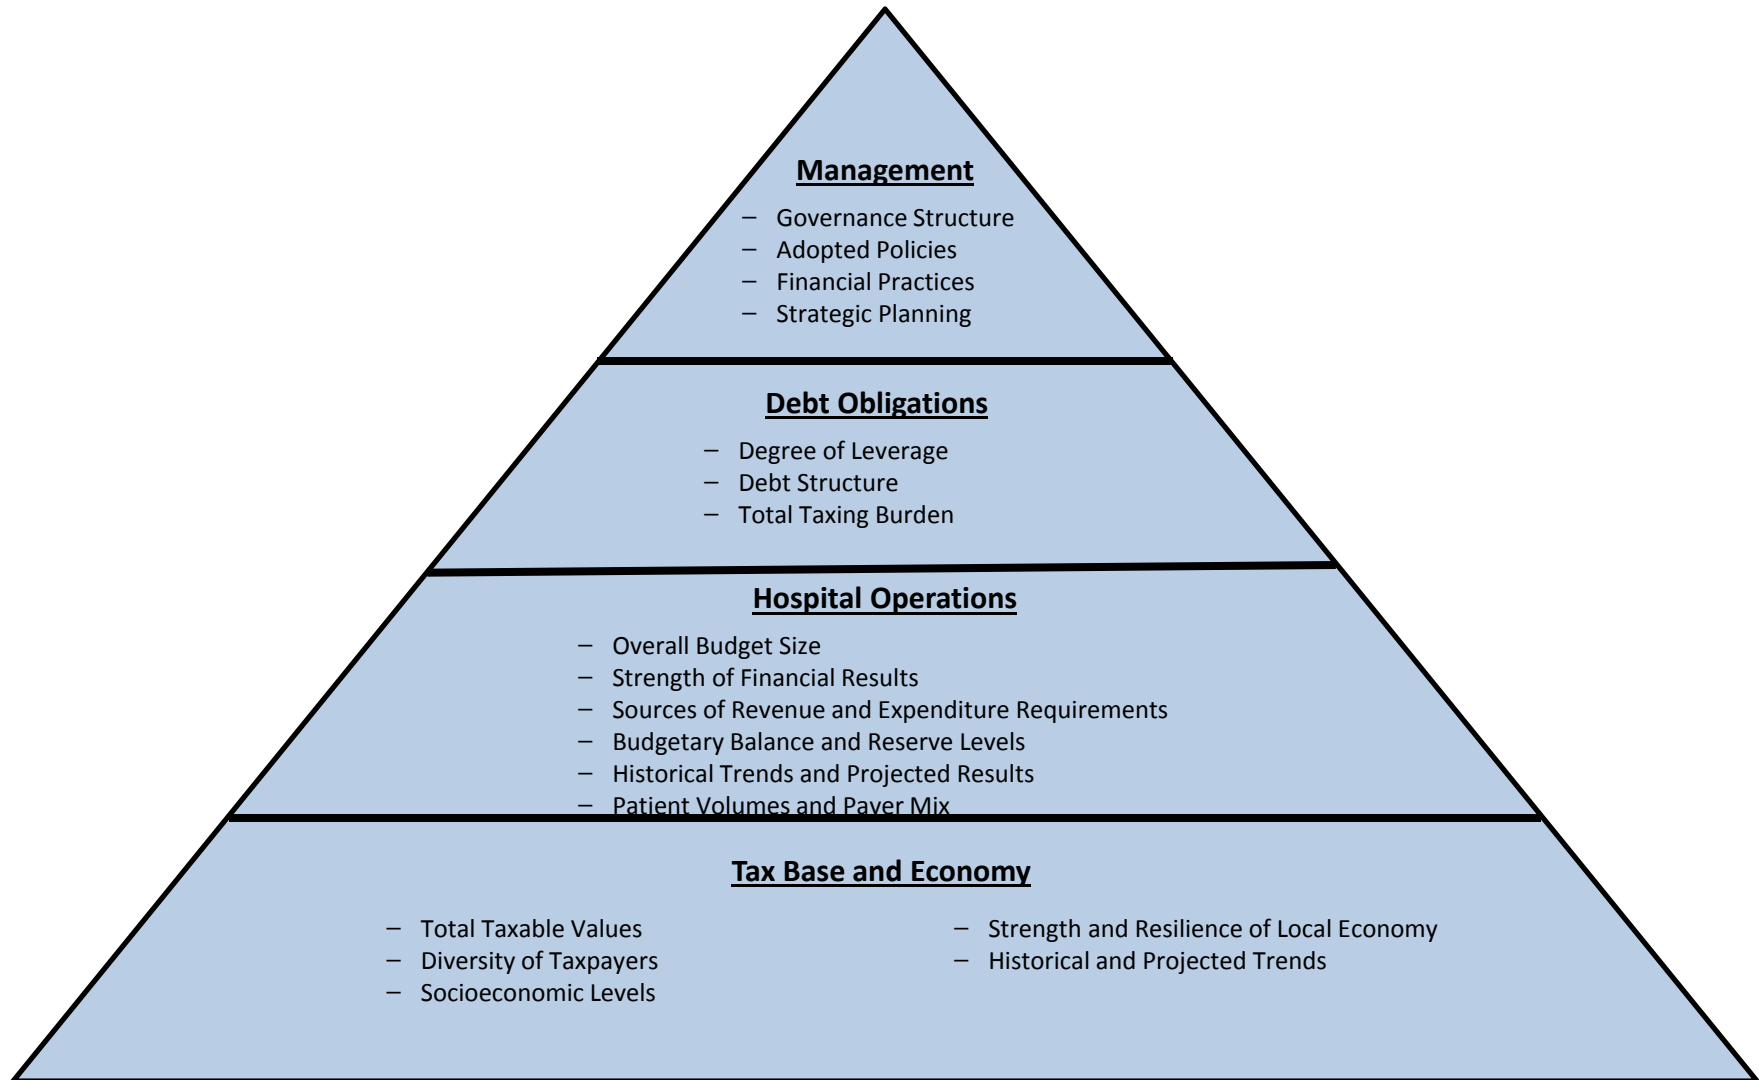 Management
– Governance Structure
– Adopted Policies
– Financial Practices
– Strategic Planning
Debt Obligations
– Degree of Leverage
– Debt Structure
– Total Taxing Burden
Hospital Operations
– Overall Budget Size
– Strength of Financial Results
– Sources of Revenue and Expenditure Requirements
– Budgetary Balance and Reserve Levels
– Historical Trends and Projected Results
– Patient Volumes and Payer Mix
Tax Base and Economy
– Total Taxable Values
– Diversity of Taxpayers
– Socioeconomic Levels
– Strength and Resilience of Local Economy
– Historical and Projected Trends